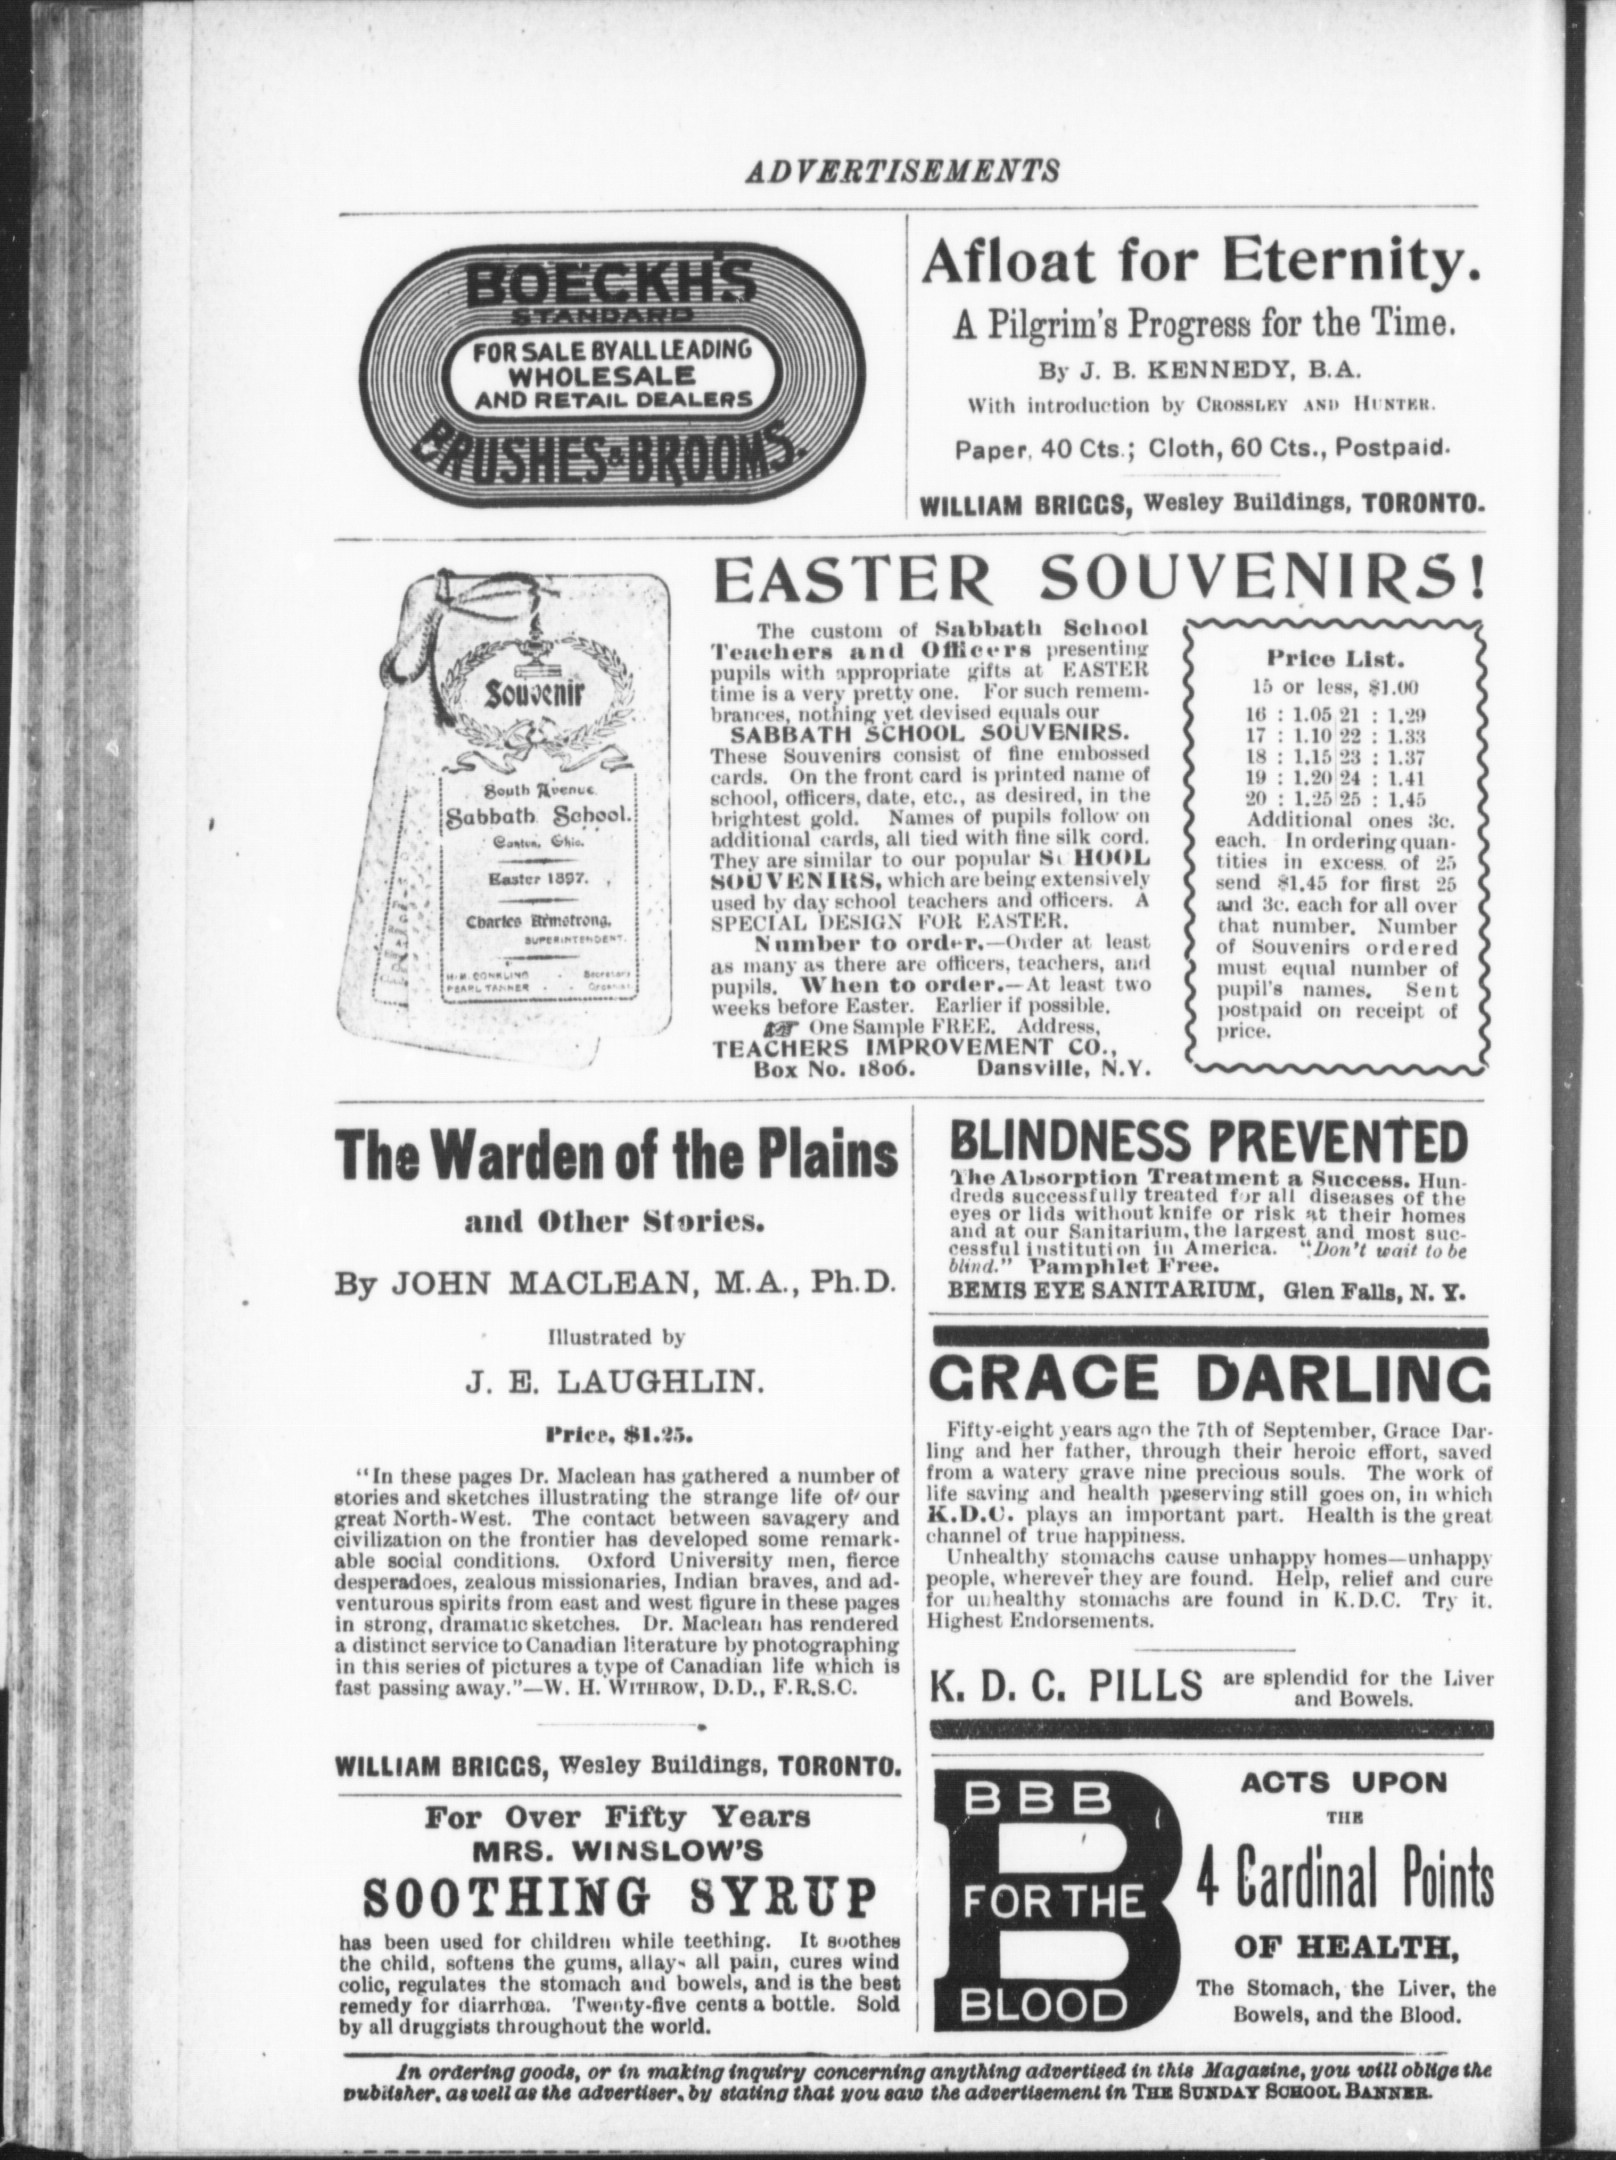 ADVERTISEMENTS
BOECKH'S
STANDARD
FOR SALE BY ALL LEADING
WHOLESALE
AND RETAIL DEALERS
BRUSHES & BROOMS.
Afloat for Eternity.
A Pilgrim's Progress for the Time.
By J. B. KENNEDY, B.A.
With introduction by CROSSLEY AND HUNTER.
Paper, 40 Cts.; Cloth, 60 Cts., Postpaid.
WILLIAM BRIGGS, Wesley Buildings, TORONTO.
Souvenir
South Avenue
Sabbath School.
Canton, Ohio.
Easter 1897.
Charles Armstrong,
SUPERINTENDENT.
H. M. CONKLING - Secretary
PEARL TANNER - - Organist
EASTER SOUVENIRS!
The custom of Sabbath School
Teachers and Officers presenting
pupils with appropriate gifts at EASTER
time is a very pretty one. For such remem-
brances, nothing yet devised equals our
SABBATH SCHOOL SOUVENIRS.
These Souvenirs consist of fine embossed
cards. On the front card is printed name of
school, officers, date, etc., as desired, in the
brightest gold. Names of pupils follow on
additional cards, all tied with fine silk cord.
They are similar to our popular SCHOOL
SOUVENIRS, which are being extensively
used by day school teachers and officers. A
SPECIAL DESIGN FOR EASTER.
Number to order.—Order at least
as many as there are officers, teachers, and
pupils. When to order.—At least two
weeks before Easter. Earlier if possible.
☞ One Sample FREE. Address,
TEACHERS IMPROVEMENT CO.,
Box No. 1806. Dansville, N.Y.
Price List.
15 or less, $1.00
16 : 1.05 21 : 1.29
17 : 1.10 22 : 1.33
18 : 1.15 23 : 1.37
19 : 1.20 24 : 1.41
20 : 1.25 25 : 1.45
Additional ones 3c.
each. In ordering quan-
tities in excess of 25
send $1.45 for first 25
and 3c. each for all over
that number. Number
of Souvenirs ordered
must equal number of
pupil's names. Sent
postpaid on receipt of
price.
The Warden of the Plains
and Other Stories.
By JOHN MACLEAN, M.A., Ph.D.
Illustrated by
J. E. LAUGHLIN.
Price, $1.25.
"In these pages Dr. Maclean has gathered a number of
stories and sketches illustrating the strange life of our
great North-West. The contact between savagery and
civilization on the frontier has developed some remark-
able social conditions. Oxford University men, fierce
desperadoes, zealous missionaries, Indian braves, and ad-
venturous spirits from east and west figure in these pages
in strong, dramatic sketches. Dr. Maclean has rendered
a distinct service to Canadian literature by photographing
in this series of pictures a type of Canadian life which is
fast passing away."—W. H. WITHROW, D.D., F.R.S.C.
WILLIAM BRIGGS, Wesley Buildings, TORONTO.
For Over Fifty Years
MRS. WINSLOW'S
SOOTHING SYRUP
has been used for children while teething. It soothes
the child, softens the gums, allays all pain, cures wind
colic, regulates the stomach and bowels, and is the best
remedy for diarrhœa. Twenty-five cents a bottle. Sold
by all druggists throughout the world.
BLINDNESS PREVENTED
The Absorption Treatment a Success. Hun-
dreds successfully treated for all diseases of the
eyes or lids without knife or risk at their homes
and at our Sanitarium, the largest and most suc-
cessful institution in America. "Don't wait to be
blind." Pamphlet Free.
BEMIS EYE SANITARIUM, Glen Falls, N. Y.
GRACE DARLING
Fifty-eight years ago the 7th of September, Grace Dar-
ling and her father, through their heroic effort, saved
from a watery grave nine precious souls. The work of
life saving and health preserving still goes on, in which
K.D.C. plays an important part. Health is the great
channel of true happiness.
Unhealthy stomachs cause unhappy homes—unhappy
people, wherever they are found. Help, relief and cure
for unhealthy stomachs are found in K.D.C. Try it.
Highest Endorsements.
K. D. C. PILLS are splendid for the Liver
and Bowels.
B B B
B
FOR THE
BLOOD
ACTS UPON
THE
4 Cardinal Points
OF HEALTH,
The Stomach, the Liver, the
Bowels, and the Blood.
In ordering goods, or in making inquiry concerning anything advertised in this Magazine, you will oblige the
publisher, as well as the advertiser, by stating that you saw the advertisement in THE SUNDAY SCHOOL BANNER.